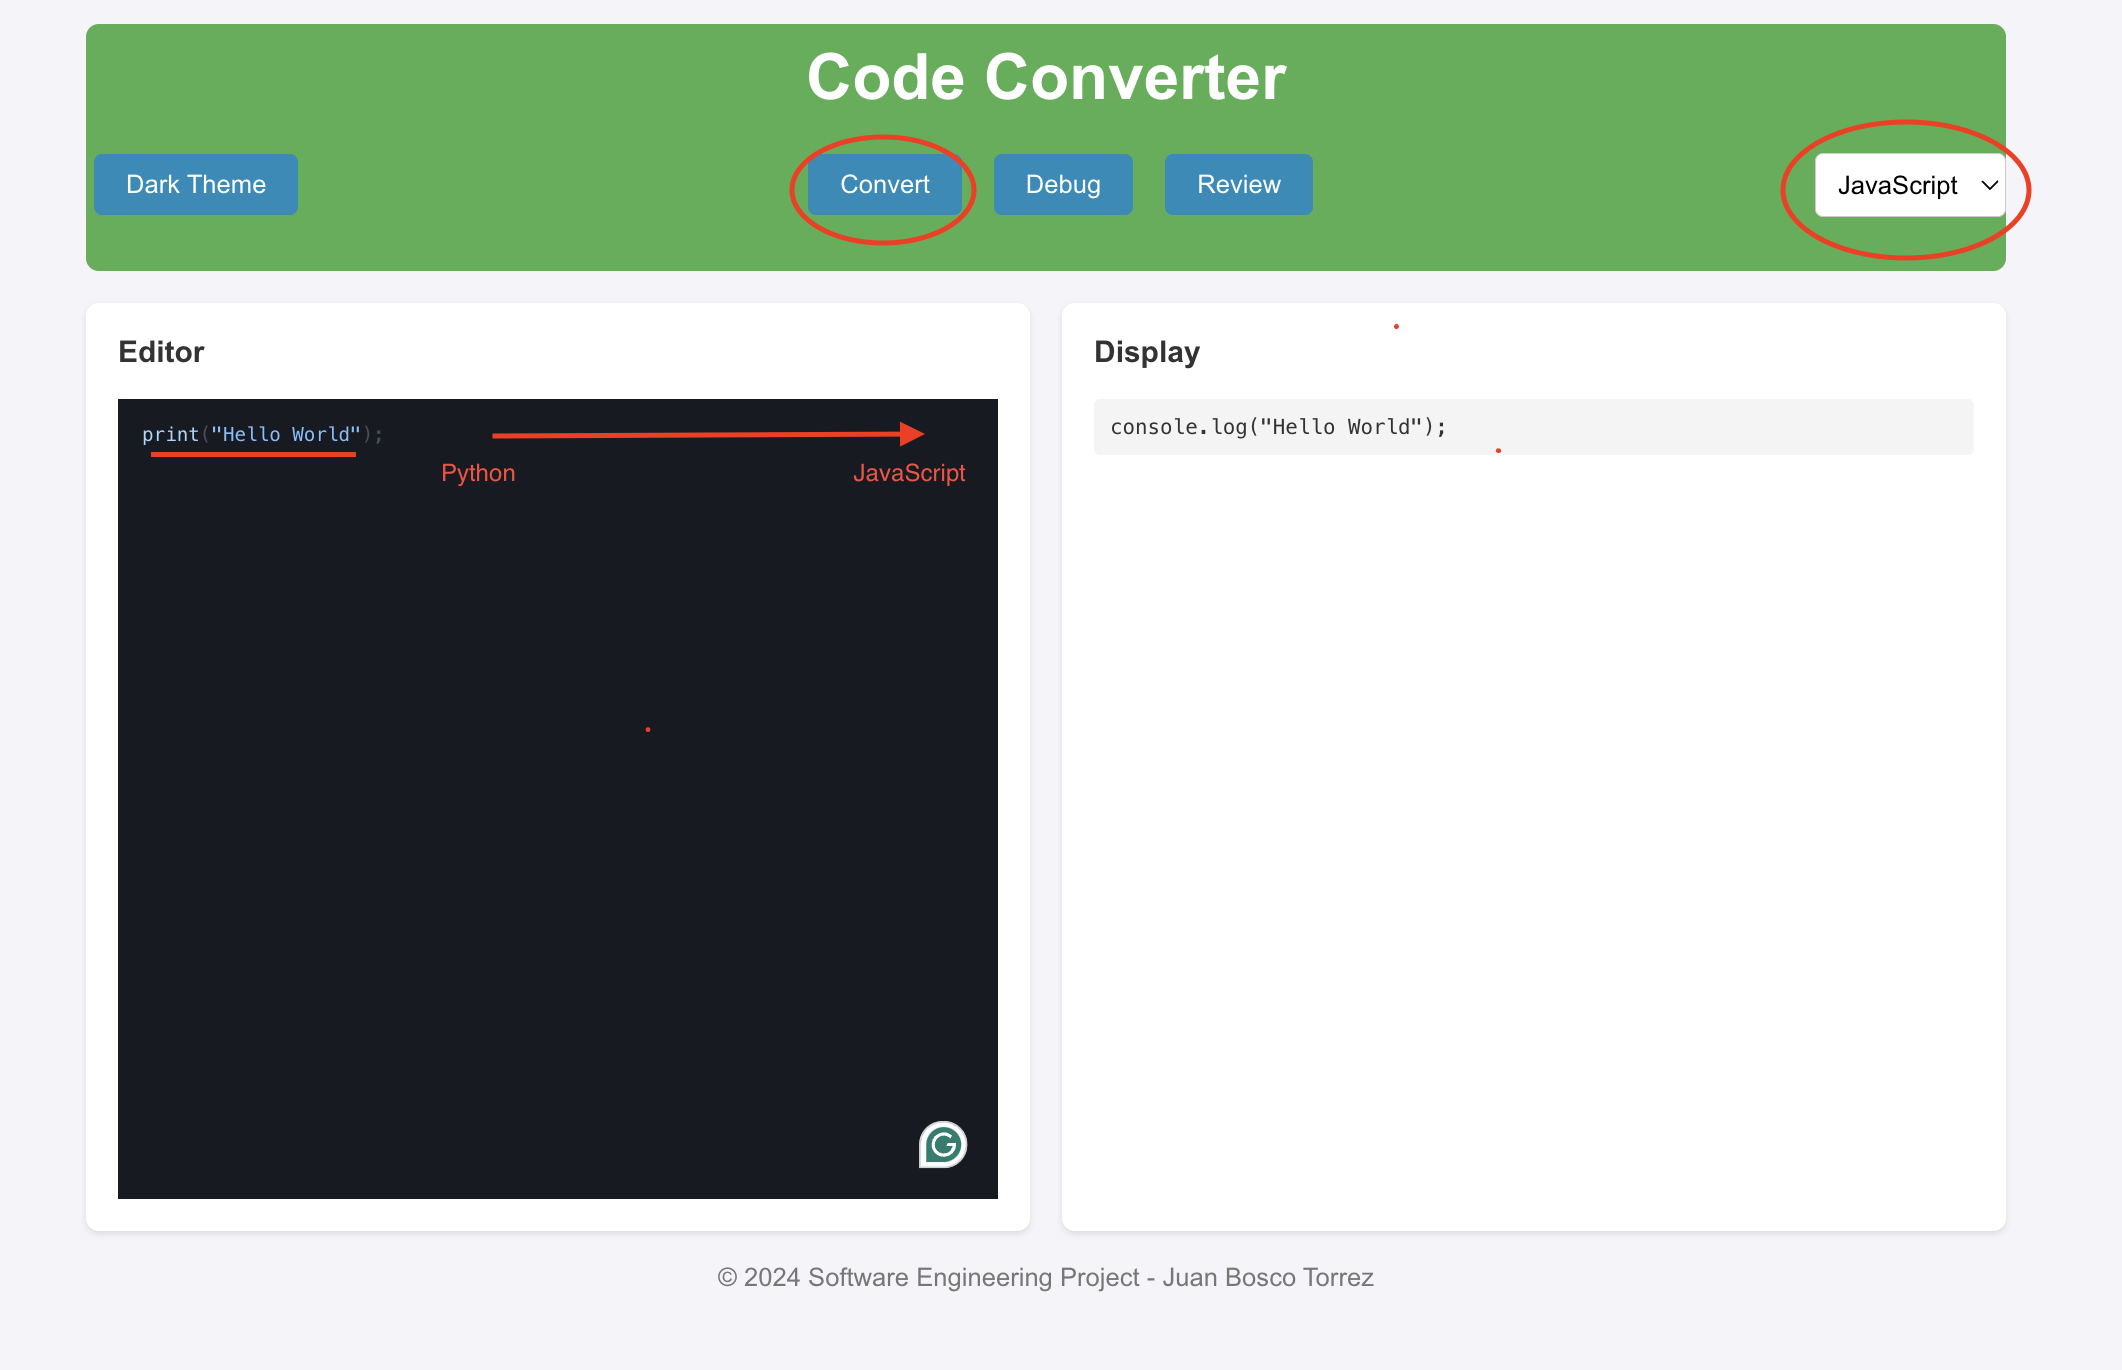 Code Converter
Dark Theme
Convert
Debug
Review
JavaScript
Editor
print("Hello World");
Python
JavaScript
Display
console.log("Hello World");
© 2024 Software Engineering Project - Juan Bosco Torrez